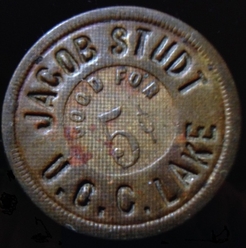 JACOB STUDT
GOOD FOR
5¢
U.G.C. LAKE